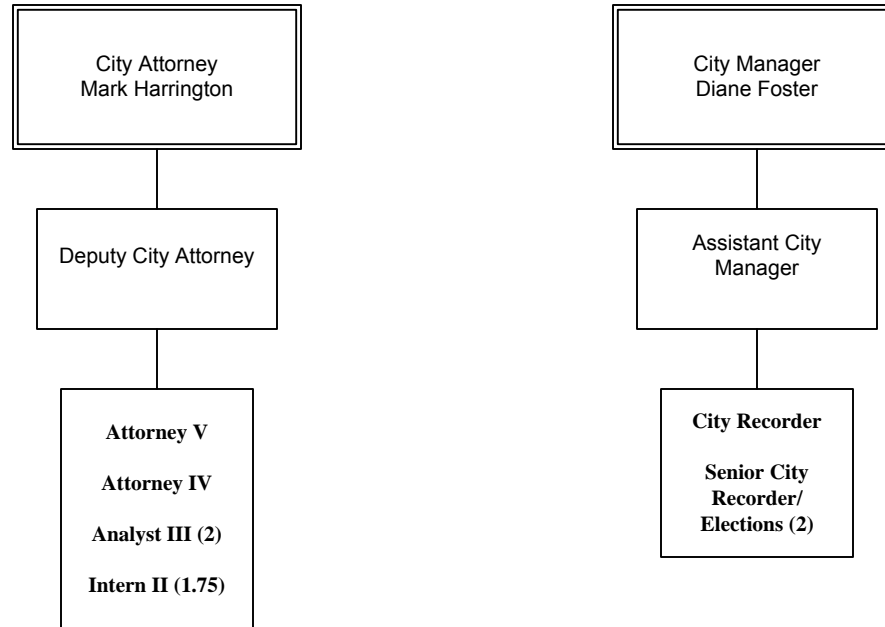 City Attorney
Mark Harrington
City Manager
Diane Foster
Deputy City Attorney
Assistant City
Manager
Attorney V
Attorney IV
Analyst III (2)
Intern II (1.75)
City Recorder
Senior City
Recorder/
Elections (2)